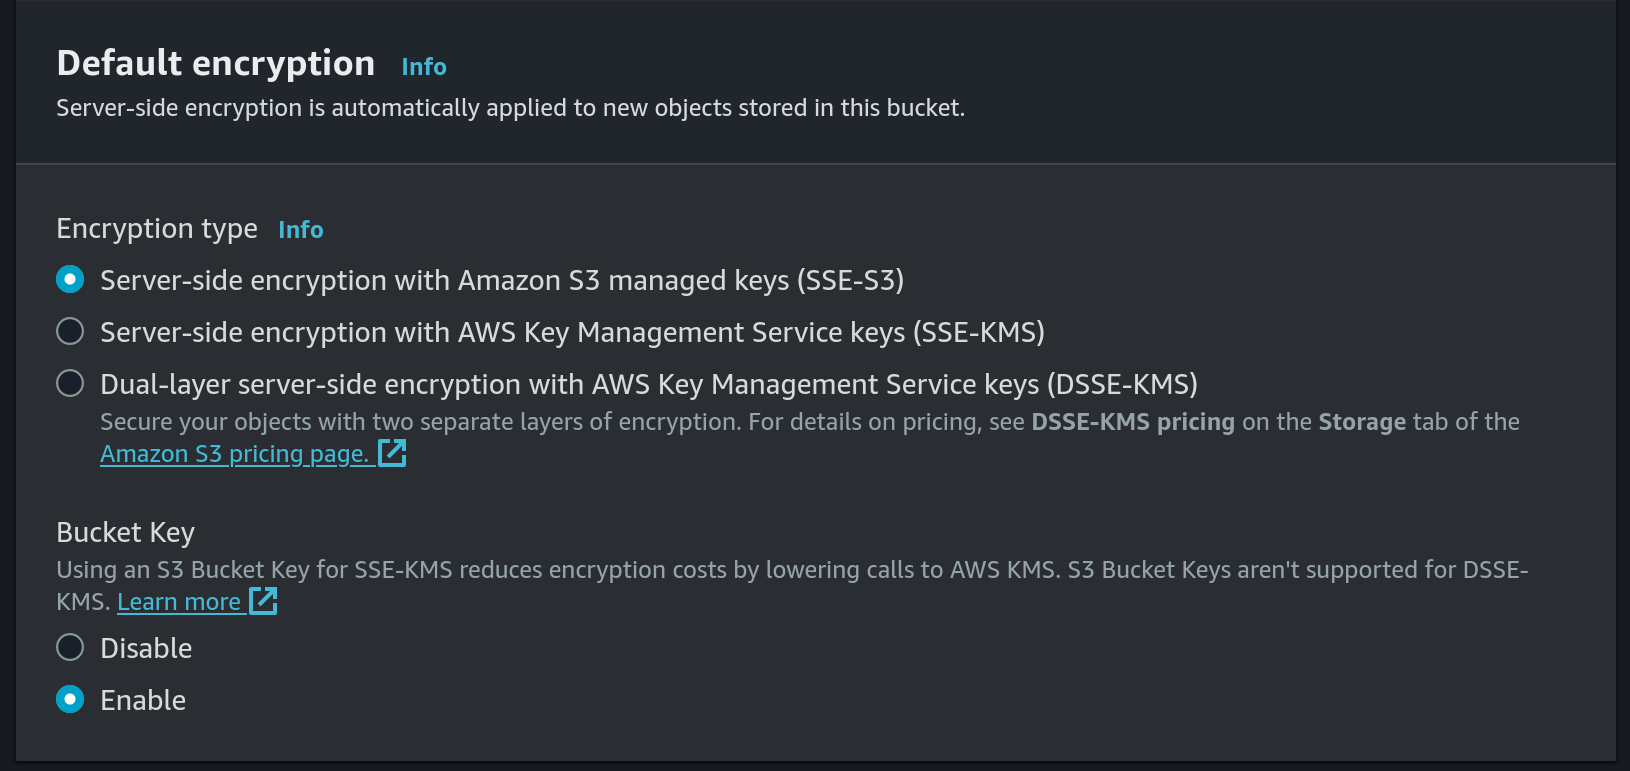 Default encryption Info
Server-side encryption is automatically applied to new objects stored in this bucket.
Encryption type Info
Server-side encryption with Amazon S3 managed keys (SSE-S3)
Server-side encryption with AWS Key Management Service keys (SSE-KMS)
Dual-layer server-side encryption with AWS Key Management Service keys (DSSE-KMS)
Secure your objects with two separate layers of encryption. For details on pricing, see DSSE-KMS pricing on the Storage tab of the
Amazon S3 pricing page.
Bucket Key
Using an S3 Bucket Key for SSE-KMS reduces encryption costs by lowering calls to AWS KMS. S3 Bucket Keys aren't supported for DSSE-
KMS. Learn more
Disable
Enable